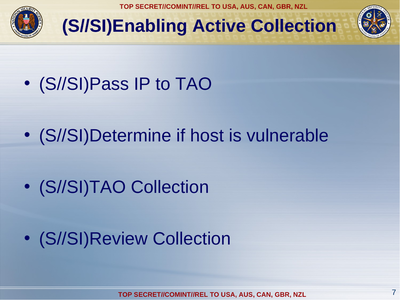 TOP SECRET//COMINT//REL TO USA, AUS, CAN, GBR, NZL
(S//SI)Enabling Active Collection
• (S//SI)Pass IP to TAO
• (S//SI)Determine if host is vulnerable
• (S//SI)TAO Collection
• (S//SI)Review Collection
TOP SECRET//COMINT//REL TO USA, AUS, CAN, GBR, NZL
7